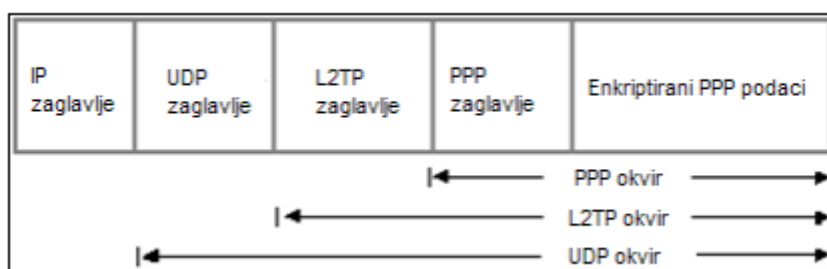 IP
zaglavlje
UDP
zaglavlje
L2TP
zaglavlje
PPP
zaglavlje
Enkriptirani PPP podaci
PPP okvir
L2TP okvir
UDP okvir